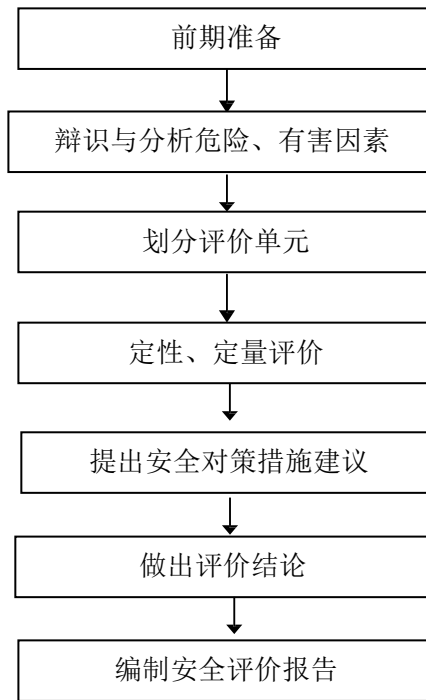 前期准备
辩识与分析危险、有害因素
划分评价单元
定性、定量评价
提出安全对策措施建议
做出评价结论
编制安全评价报告